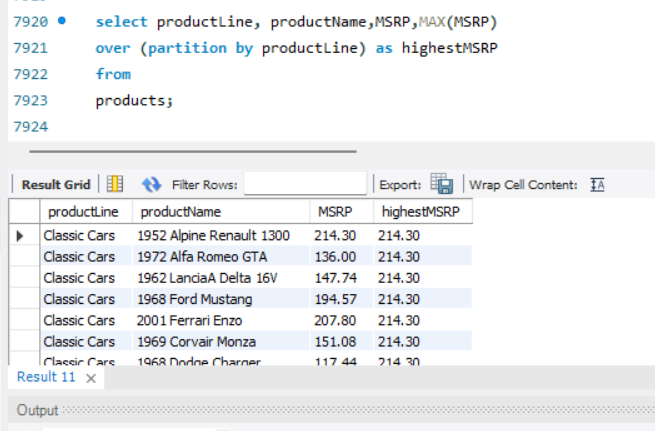 7920 select productLine, productName,MSRP,MAX(MSRP)
7921 over (partition by productLine) as highestMSRP
7922 from
7923 products;
7924
Result Grid Filter Rows: Export: Wrap Cell Content: IA
productLine productName MSRP highestMSRP
Classic Cars 1952 Alpine Renault 1300 214.30 214.30
Classic Cars 1972 Alfa Romeo GTA 136.00 214.30
Classic Cars 1962 LanciaA Delta 16V 147.74 214.30
Classic Cars 1968 Ford Mustang 194.57 214.30
Classic Cars 2001 Ferrari Enzo 207.80 214.30
Classic Cars 1969 Corvair Monza 151.08 214.30
Classic Cars 1968 Dodge Charger 117.44 214.30
Result 11
Output